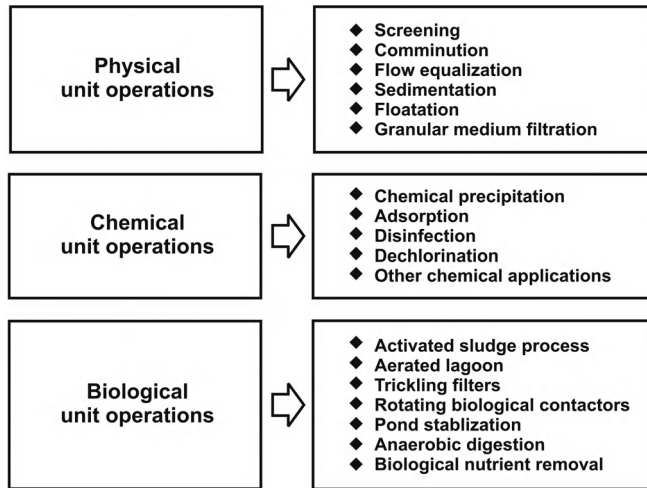 Physical
unit operations
◆ Screening
◆ Comminution
◆ Flow equalization
◆ Sedimentation
◆ Floatation
◆ Granular medium filtration
Chemical
unit operations
◆ Chemical precipitation
◆ Adsorption
◆ Disinfection
◆ Dechlorination
◆ Other chemical applications
Biological
unit operations
◆ Activated sludge process
◆ Aerated lagoon
◆ Trickling filters
◆ Rotating biological contactors
◆ Pond stablization
◆ Anaerobic digestion
◆ Biological nutrient removal